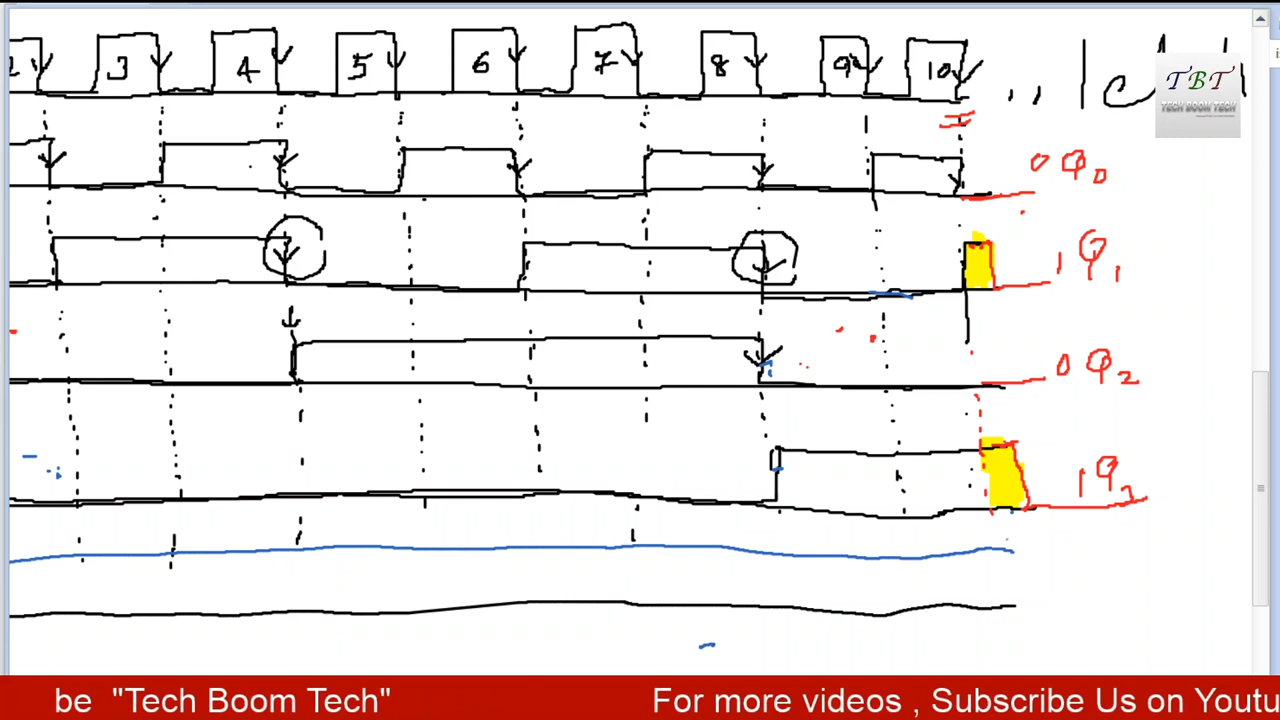 2 3 4 5 6 7 8 9 10
TBT
TECH BOOM TECH
0 Q0
1 Q1
0 Q2
1 Q3
be "Tech Boom Tech" For more videos , Subscribe Us on Youtu